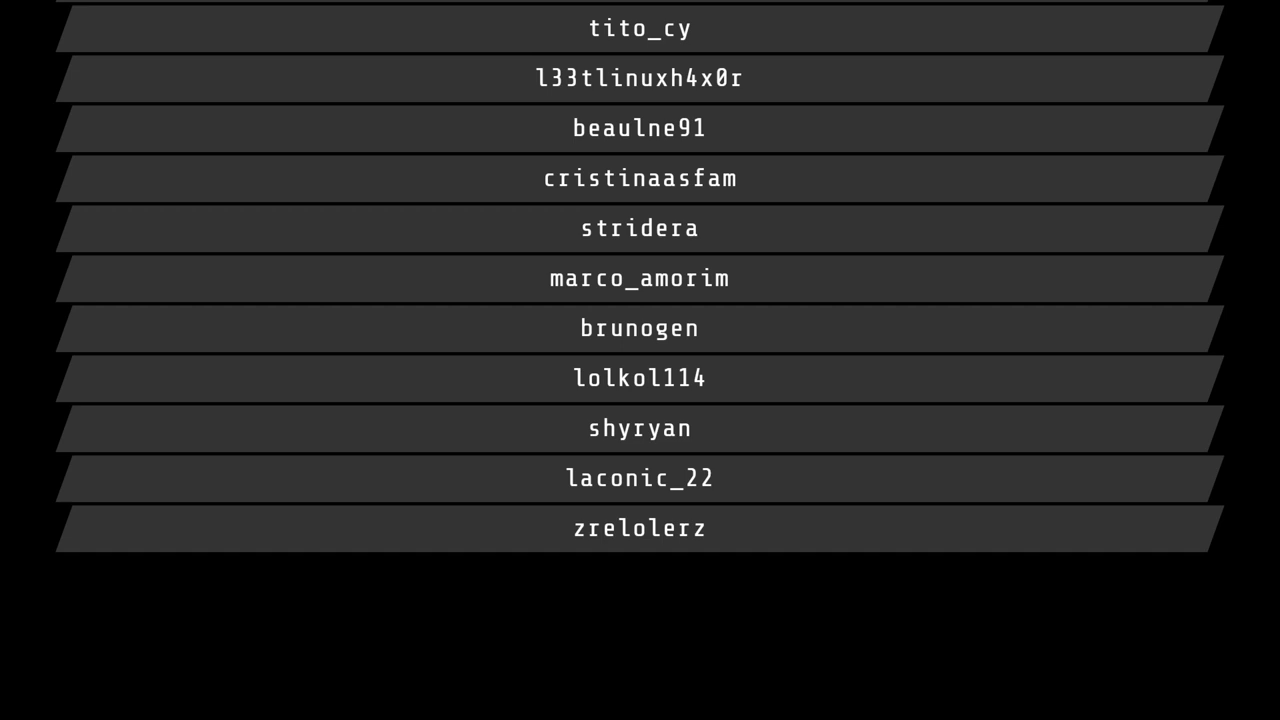 tito_cy
l33tlinuxh4x0r
beaulne91
cristinaasfam
stridera
marco_amorim
brunogen
lolkol114
shyryan
laconic_22
zrelolerz